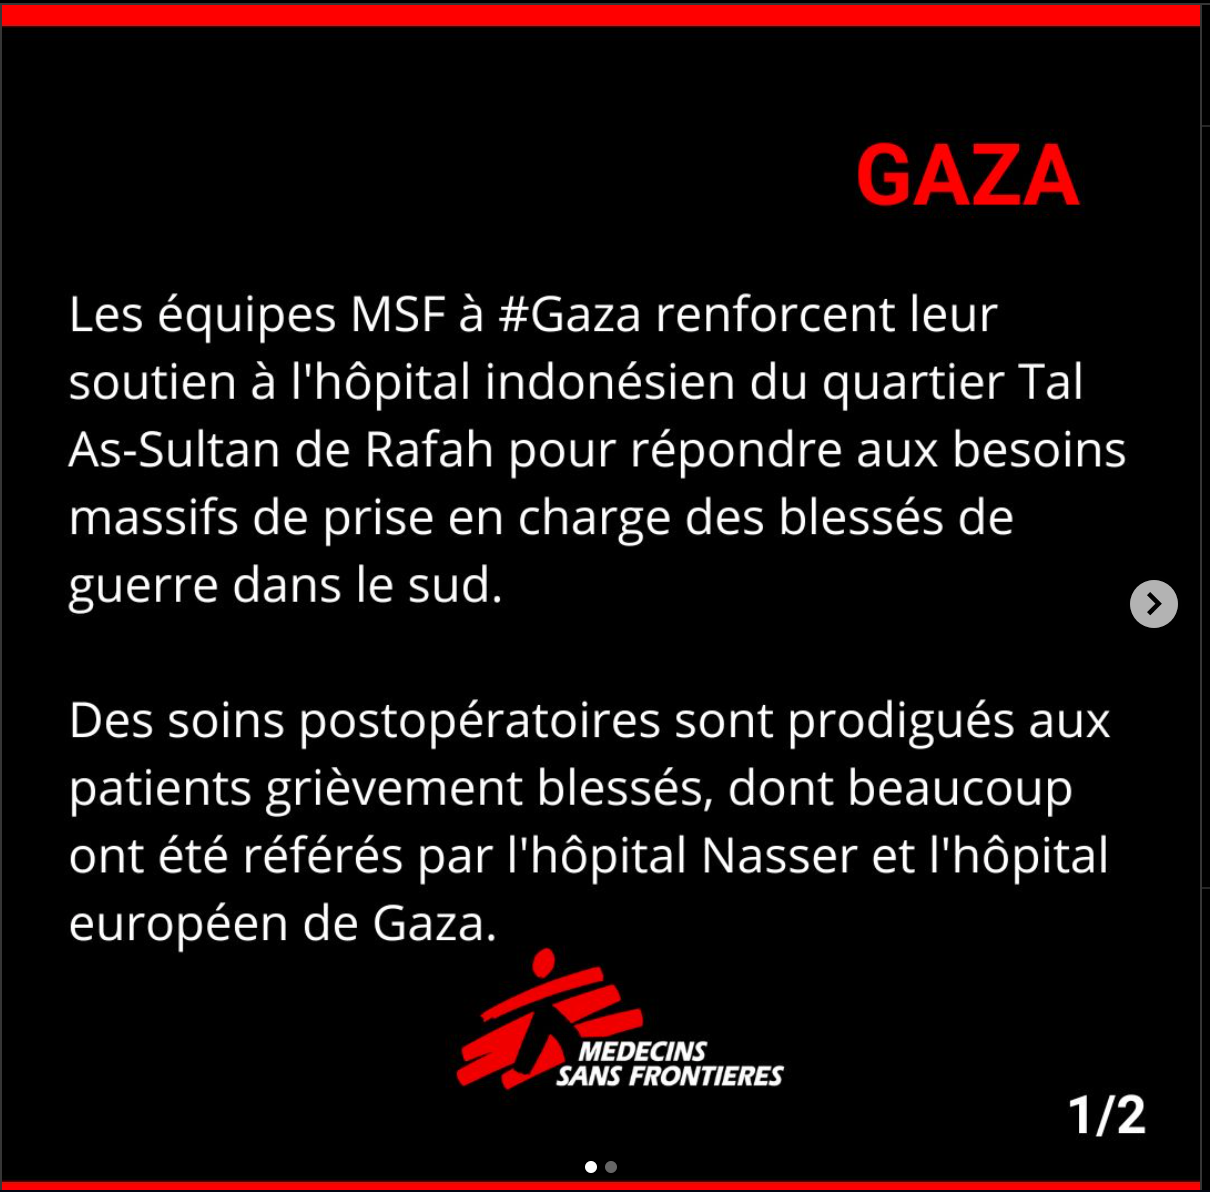 GAZA
Les équipes MSF à #Gaza renforcent leur
soutien à l'hôpital indonésien du quartier Tal
As-Sultan de Rafah pour répondre aux besoins
massifs de prise en charge des blessés de
guerre dans le sud.
Des soins postopératoires sont prodigués aux
patients grièvement blessés, dont beaucoup
ont été référés par l'hôpital Nasser et l'hôpital
européen de Gaza.
MEDECINS
SANS FRONTIERES
1/2